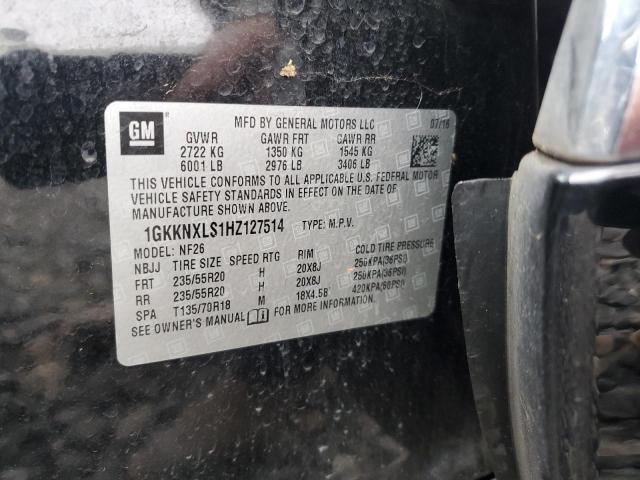 GM
MFD BY GENERAL MOTORS LLC 07/16
GVWR GAWR FRT GAWR RR
2722 KG 1350 KG 1545 KG
6001 LB 2976 LB 3406 LB
THIS VEHICLE CONFORMS TO ALL APPLICABLE U.S. FEDERAL MOTOR
VEHICLE SAFETY STANDARDS IN EFFECT ON THE DATE OF
MANUFACTURE SHOWN ABOVE.
1GKKNXLS1HZ127514 TYPE: M.P.V.
MODEL: NF26
NBJJ TIRE SIZE SPEED RTG RIM COLD TIRE PRESSURE
FRT 235/55R20 H 20X8J 250KPA(36PSI)
RR 235/55R20 H 20X8J 250KPA(36PSI)
SPA T135/70R18 M 18X4.5B 420KPA(60PSI)
SEE OWNER'S MANUAL FOR MORE INFORMATION.